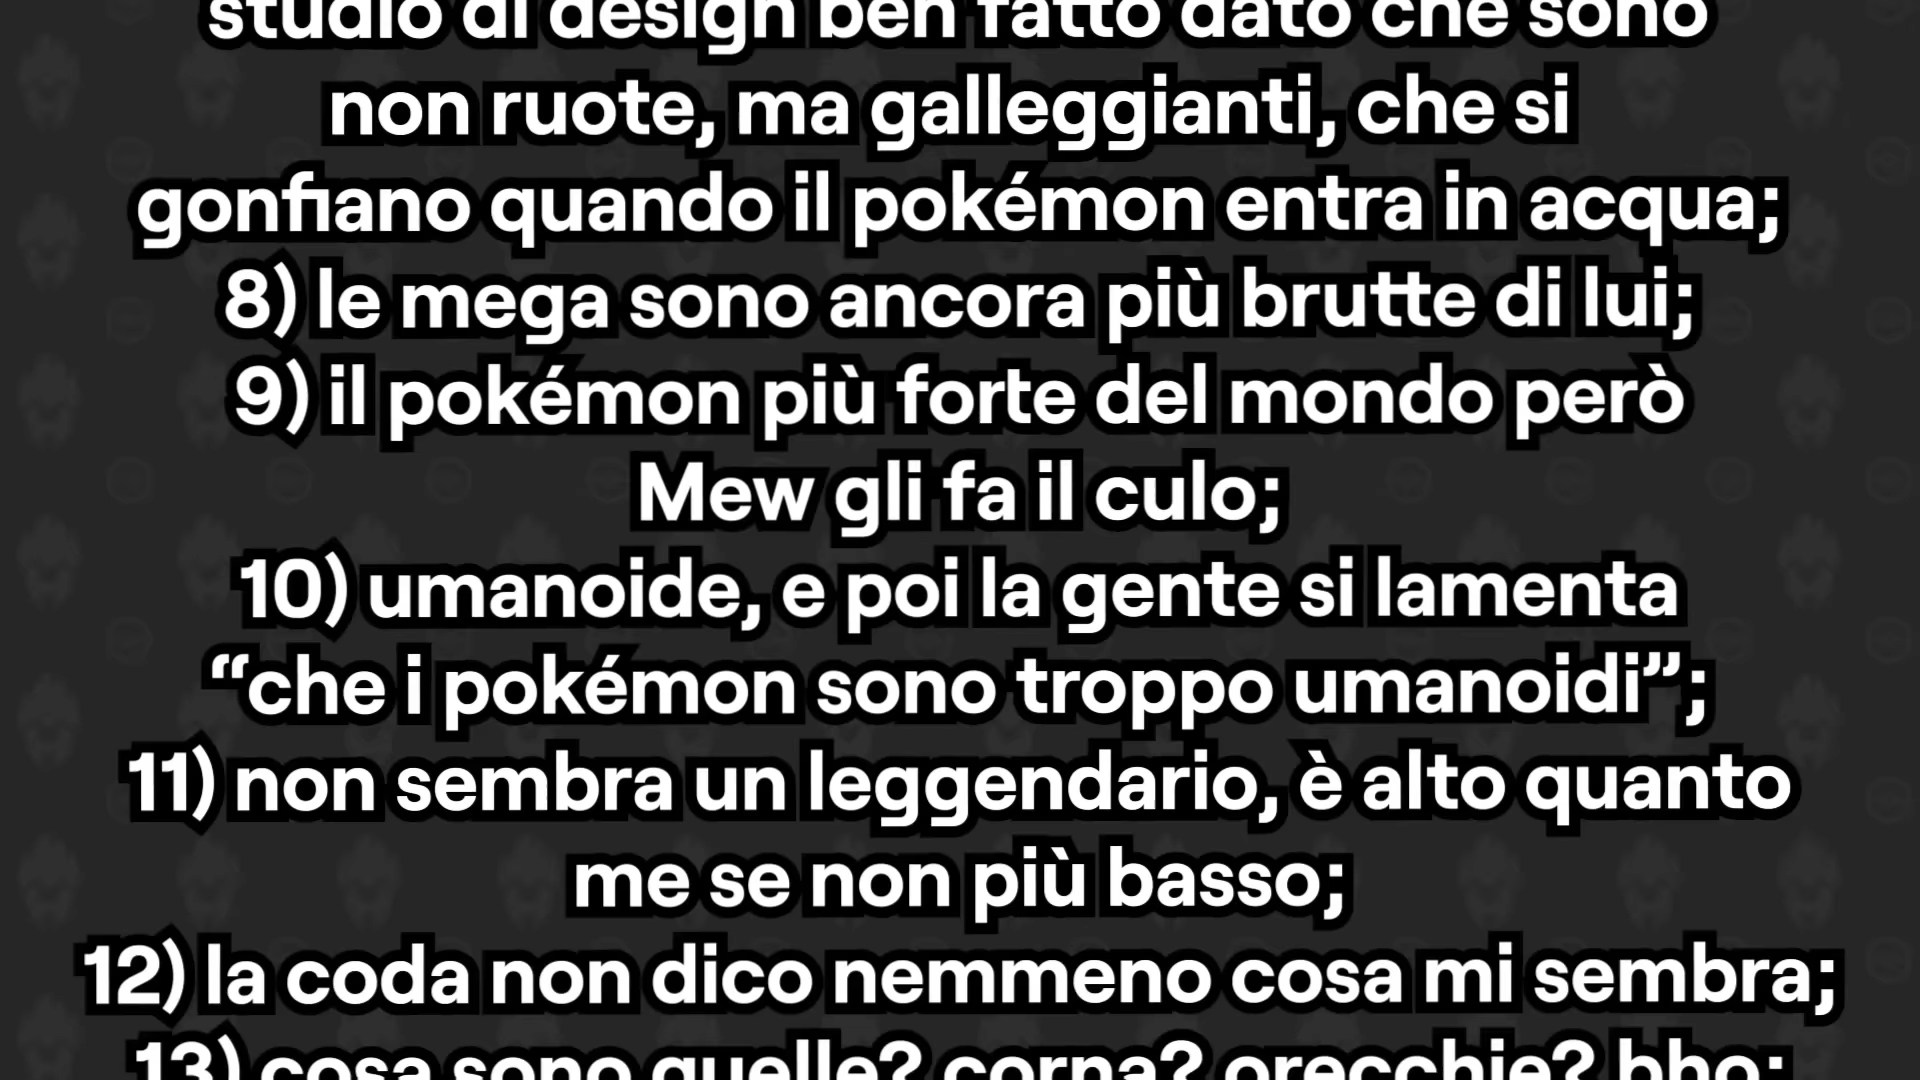 studio di design ben fatto dato che sono
non ruote, ma galleggianti, che si
gonfiano quando il pokémon entra in acqua;
8) le mega sono ancora più brutte di lui;
9) il pokémon più forte del mondo però
Mew gli fa il culo;
10) umanoide, e poi la gente si lamenta
“che i pokémon sono troppo umanoidi”;
11) non sembra un leggendario, è alto quanto
me se non più basso;
12) la coda non dico nemmeno cosa mi sembra;
13) cosa sono quelle? corna? orecchie? bho;